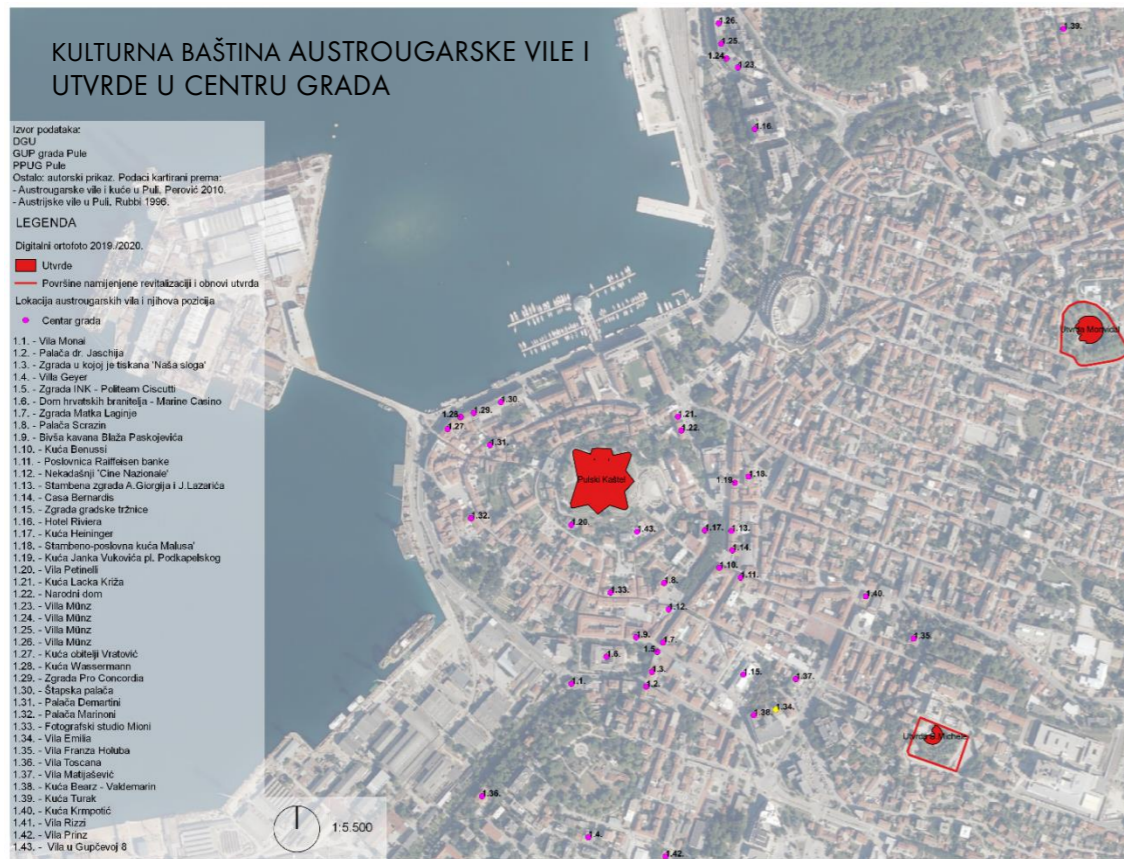 KULTURNA BAŠTINA AUSTROUGARSKE VILE I
UTVRDE U CENTRU GRADA
Izvor podataka:
DGU
GUP grada Pule
PPUG Pule
Ostalo: autorski prikaz. Podaci kartirani prema:
- Austrougarske vile i kuće u Puli, Perović 2010.
- Austrijske vile u Puli, Rubbi 1996.
LEGENDA
Digitalni ortofoto 2019./2020.
Utvrde
Površine namijenjene revitalizaciji i obnovi utvrda
Lokacija austrougarskih vila i njihova pozicija
Centar grada
1.1. - Vila Monai
1.2. - Palača dr. Jaschija
1.3. - Zgrada u kojoj je tiskana 'Naša sloga'
1.4. - Villa Geyer
1.5. - Zgrada INK - Politeam Ciscutti
1.6. - Dom hrvatskih branitelja - Marine Casino
1.7. - Zgrada Matka Laginje
1.8. - Palača Scrazin
1.9. - Bivša kavana Blaža Paskojevića
1.10. - Kuća Benussi
1.11. - Poslovnica Raiffeisen banke
1.12. - Nekadašnji 'Cine Nazionale'
1.13. - Stambena zgrada A.Giorgija i J.Lazarića
1.14. - Casa Bernardis
1.15. - Zgrada gradske tržnice
1.16. - Hotel Riviera
1.17. - Kuća Heininger
1.18. - Stambeno-poslovna kuća Malusa'
1.19. - Kuća Janka Vukovića pl. Podkapelskog
1.20. - Vila Petinelli
1.21. - Kuća Lacka Križa
1.22. - Narodni dom
1.23. - Villa Münz
1.24. - Villa Münz
1.25. - Villa Münz
1.26. - Villa Münz
1.27. - Kuća obitelji Vratović
1.28. - Kuća Wassermann
1.29. - Zgrada Pro Concordia
1.30. - Štapska palača
1.31. - Palača Demartini
1.32. - Palača Marinoni
1.33. - Fotografski studio Mioni
1.34. - Vila Emilia
1.35. - Vila Franza Holuba
1.36. - Vila Toscana
1.37. - Vila Matijašević
1.38. - Kuća Bearz - Valdemarin
1.39. - Kuća Turak
1.40. - Kuća Krmpotić
1.41. - Vila Rizzi
1.42. - Vila Prinz
1.43. - Vila u Gupčevoj 8
1:5.500
1.26.
1.39.
1.25.
1.24.
1.23.
1.16.
Utvrda Monvidal
1.30.
1.29.
1.28.
1.27.
1.21.
1.22.
1.31.
Pulski Kaštel
1.18.
1.19.
1.32.
1.20.
1.43.
1.17.
1.13.
1.14.
1.10.
1.11.
1.8.
1.33.
1.40.
1.12.
1.9.
1.7.
1.35.
1.5.
1.6.
1.3.
1.15.
1.37.
1.1.
1.2.
1.34.
1.38.
1.36.
1.4.
1.42.